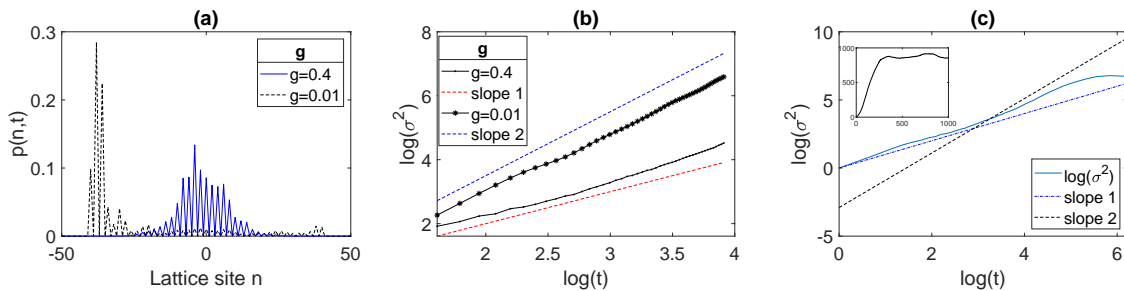 (a)
0.3
0.2
0.1
0
-50
0
50
p(n,t)
Lattice site n
g
g=0.4
g=0.01
(b)
8
6
4
2
2
2.5
3
3.5
4
log(σ²)
log(t)
g
g=0.4
slope 1
g=0.01
slope 2
(c)
10
5
0
-5
0
2
4
6
log(σ²)
log(t)
1000
500
0
0
500
1000
log(σ²)
slope 1
slope 2